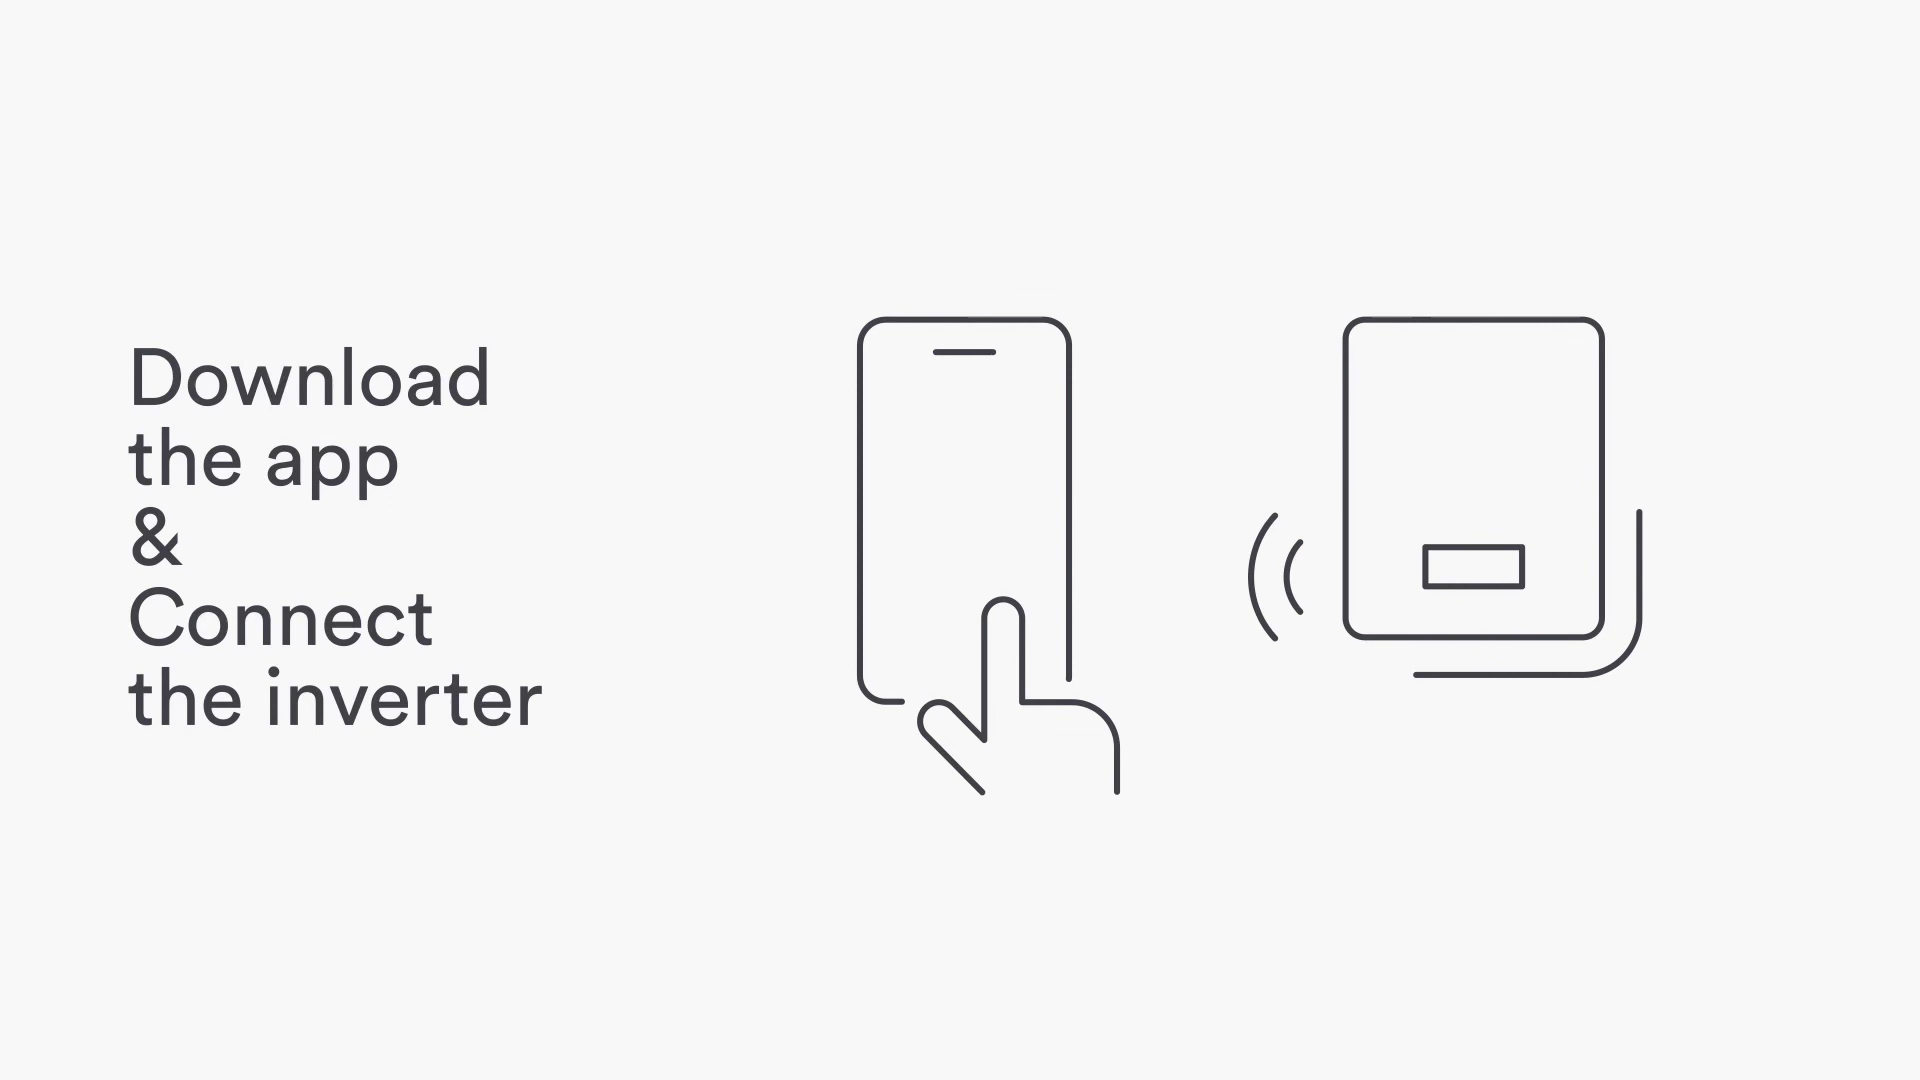 Download
the app
&
Connect
the inverter